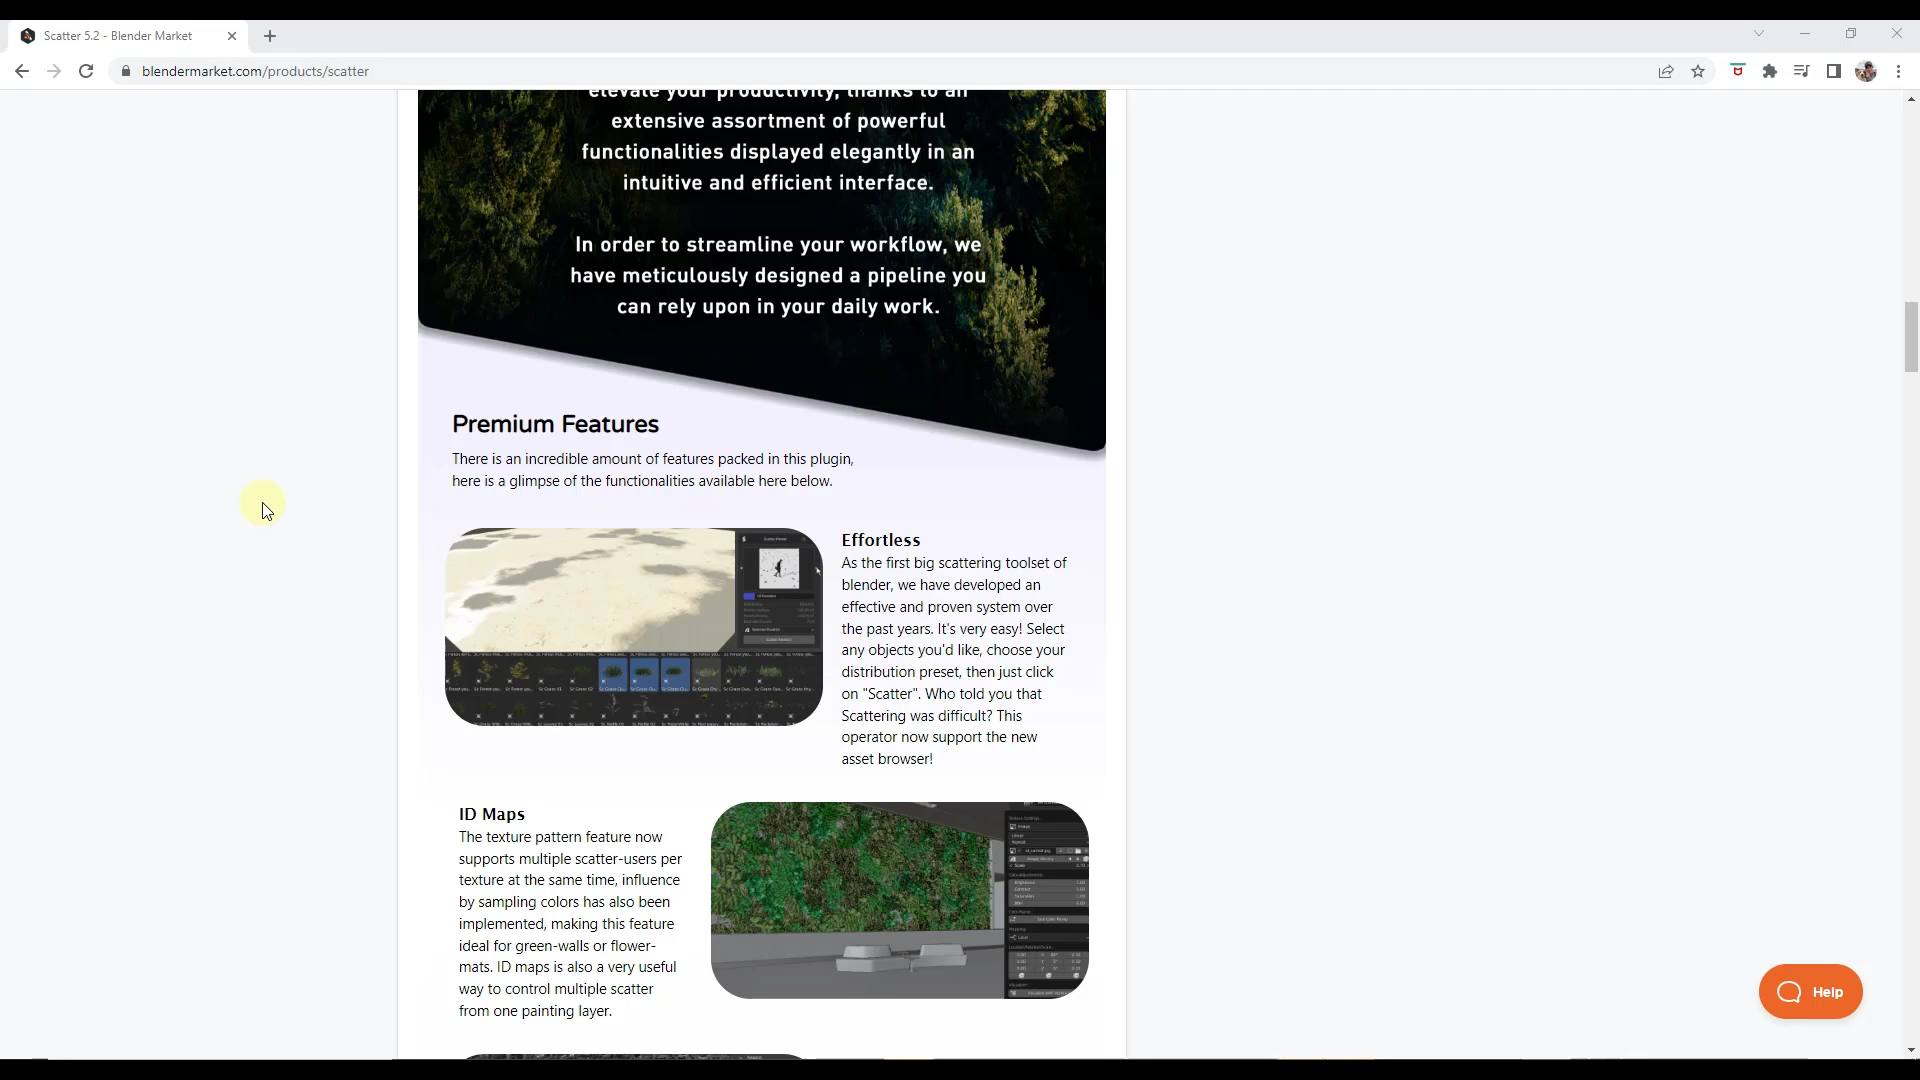 Scatter 5.2 - Blender Market
blendermarket.com/products/scatter
elevate your productivity, thanks to an
extensive assortment of powerful
functionalities displayed elegantly in an
intuitive and efficient interface.
In order to streamline your workflow, we
have meticulously designed a pipeline you
can rely upon in your daily work.
Premium Features
There is an incredible amount of features packed in this plugin,
here is a glimpse of the functionalities available here below.
Effortless
As the first big scattering toolset of
blender, we have developed an
effective and proven system over
the past years. It's very easy! Select
any objects you'd like, choose your
distribution preset, then just click
on "Scatter". Who told you that
Scattering was difficult? This
operator now support the new
asset browser!
ID Maps
The texture pattern feature now
supports multiple scatter-users per
texture at the same time, influence
by sampling colors has also been
implemented, making this feature
ideal for green-walls or flower-
mats. ID maps is also a very useful
way to control multiple scatter
from one painting layer.
Help